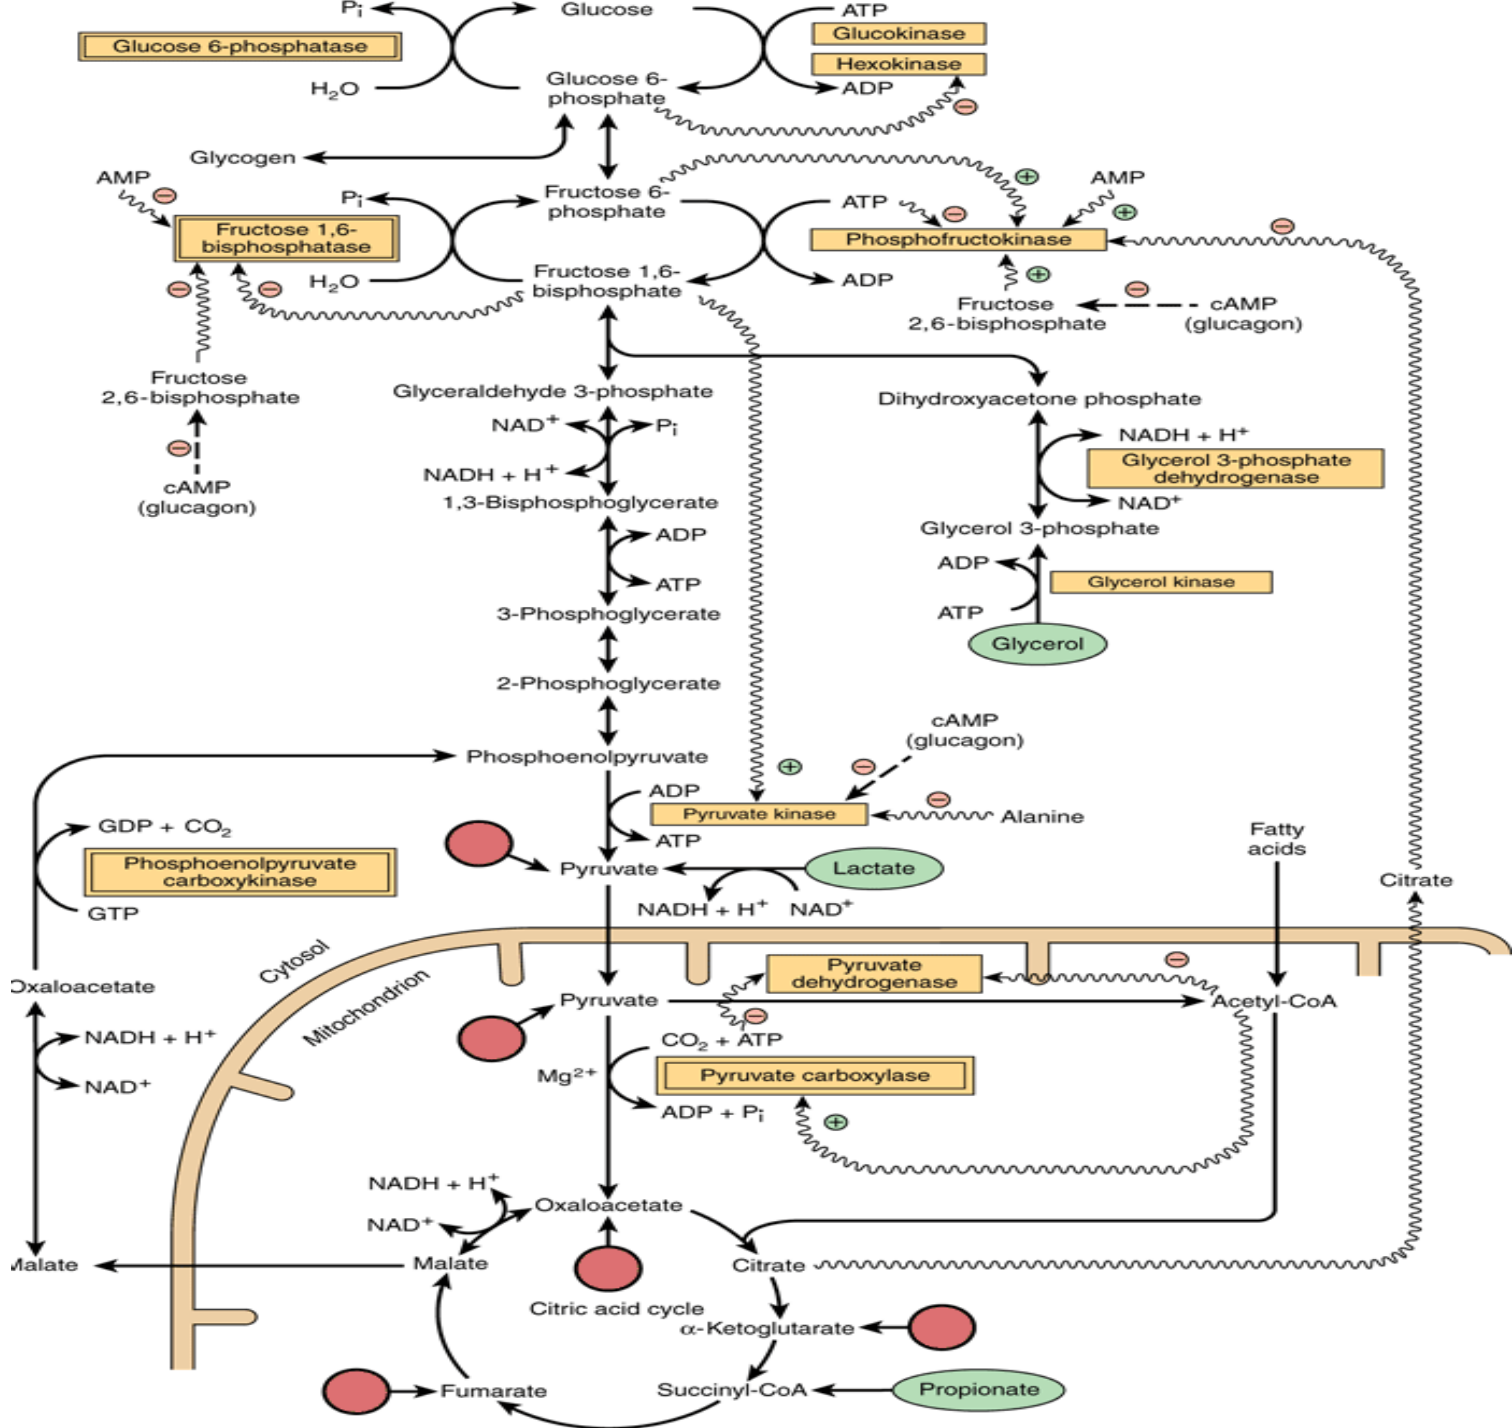 Pi
Glucose
ATP
Glucose 6-phosphatase
Glucokinase
Hexokinase
H2O
Glucose 6-
phosphate
ADP
Glycogen
AMP
−
−
Pi
Fructose 6-
phosphate
ATP
−
+
AMP
+
−
Fructose 1,6-
bisphosphatase
Phosphofructokinase
H2O
Fructose 1,6-
bisphosphate
ADP
−
−
+
−
Fructose
2,6-bisphosphate
cAMP
(glucagon)
Fructose
2,6-bisphosphate
−
cAMP
(glucagon)
Glyceraldehyde 3-phosphate
Dihydroxyacetone phosphate
NAD+
Pi
NADH + H+
NADH + H+
Glycerol 3-phosphate
dehydrogenase
NAD+
1,3-Bisphosphoglycerate
Glycerol 3-phosphate
ADP
ATP
ADP
Glycerol kinase
ATP
3-Phosphoglycerate
Glycerol
2-Phosphoglycerate
cAMP
(glucagon)
Phosphoenolpyruvate
+
−
ADP
Pyruvate kinase
−
Alanine
ATP
GDP + CO2
Phosphoenolpyruvate
carboxykinase
GTP
Pyruvate
Lactate
NADH + H+
NAD+
Fatty
acids
Citrate
Cytosol
Mitochondrion
Oxaloacetate
NADH + H+
NAD+
Pyruvate
dehydrogenase
−
Pyruvate
Acetyl-CoA
−
CO2 + ATP
Mg2+
Pyruvate carboxylase
ADP + Pi
+
NADH + H+
NAD+
Oxaloacetate
Malate
Malate
Citrate
Citric acid cycle
α-Ketoglutarate
Fumarate
Succinyl-CoA
Propionate